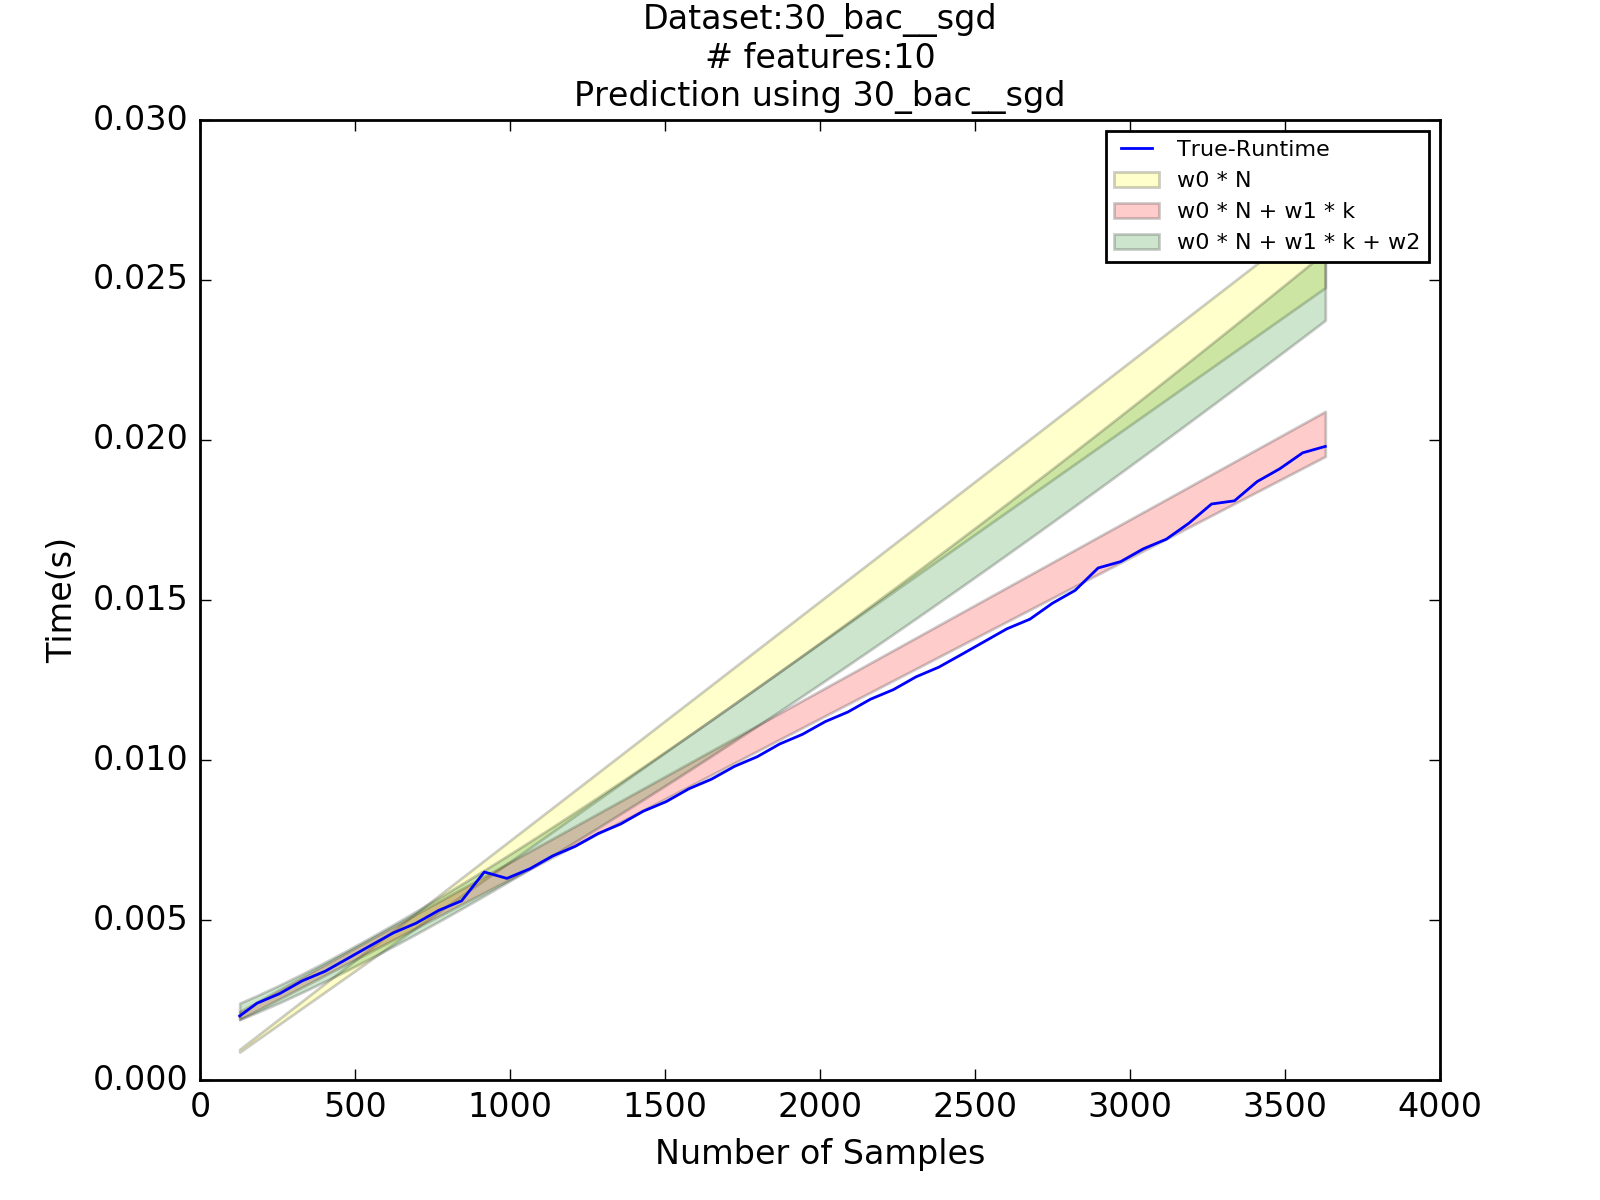 Dataset:30_bac__sgd
# features:10
Prediction using 30_bac__sgd
0.030
0.025
0.020
0.015
0.010
0.005
0.000
Time(s)
True-Runtime
w0 * N
w0 * N + w1 * k
w0 * N + w1 * k + w2
0 500 1000 1500 2000 2500 3000 3500 4000
Number of Samples